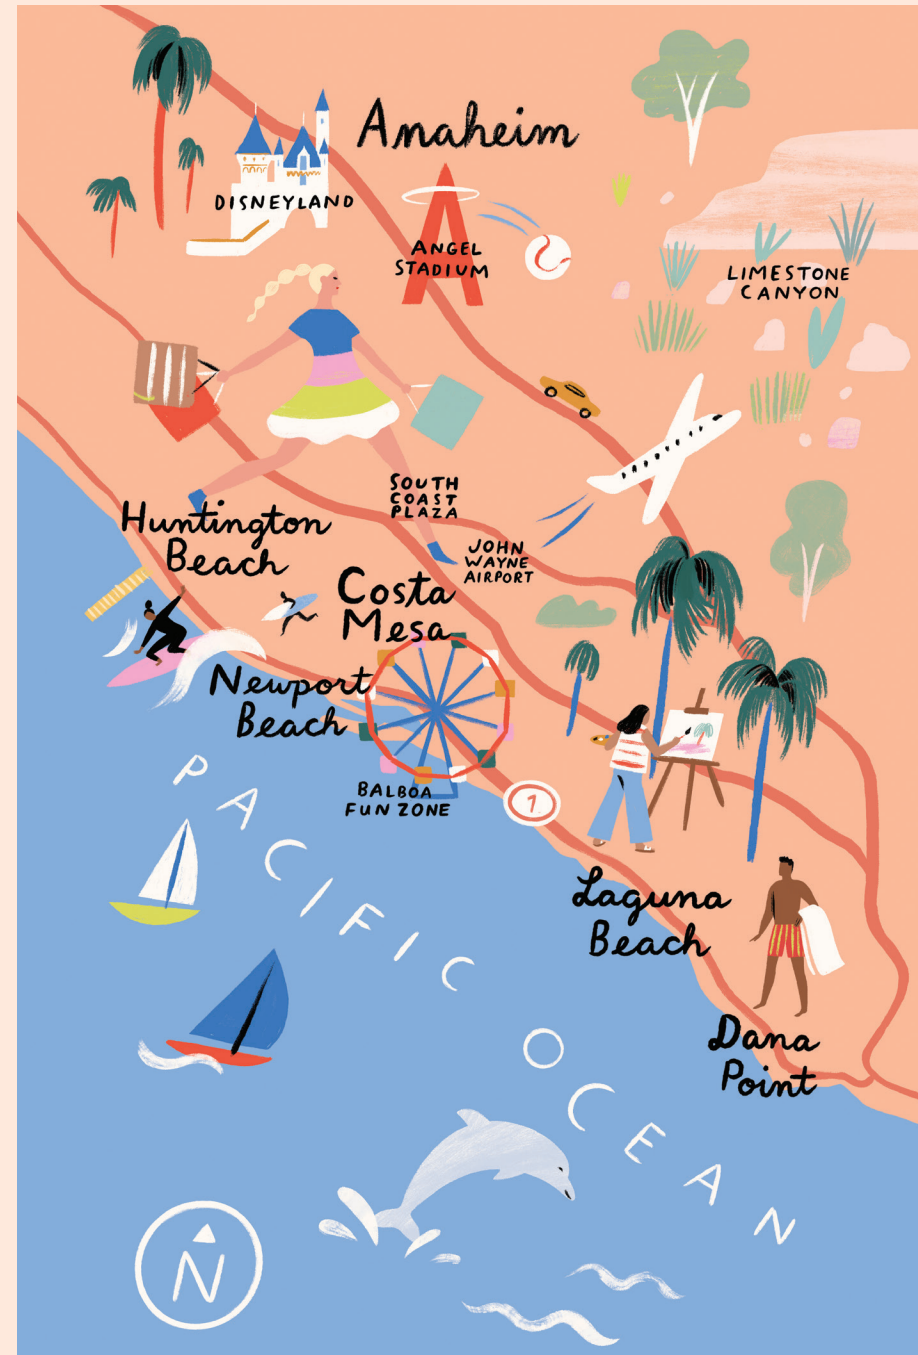 Anaheim
DISNEYLAND
ANGEL
STADIUM
LIMESTONE
CANYON
SOUTH
COAST
PLAZA
Huntington
Beach
JOHN
WAYNE
AIRPORT
Costa
Mesa
Newport
Beach
BALBOA
FUN ZONE
1
PACIFIC OCEAN
Laguna
Beach
Dana
Point
N